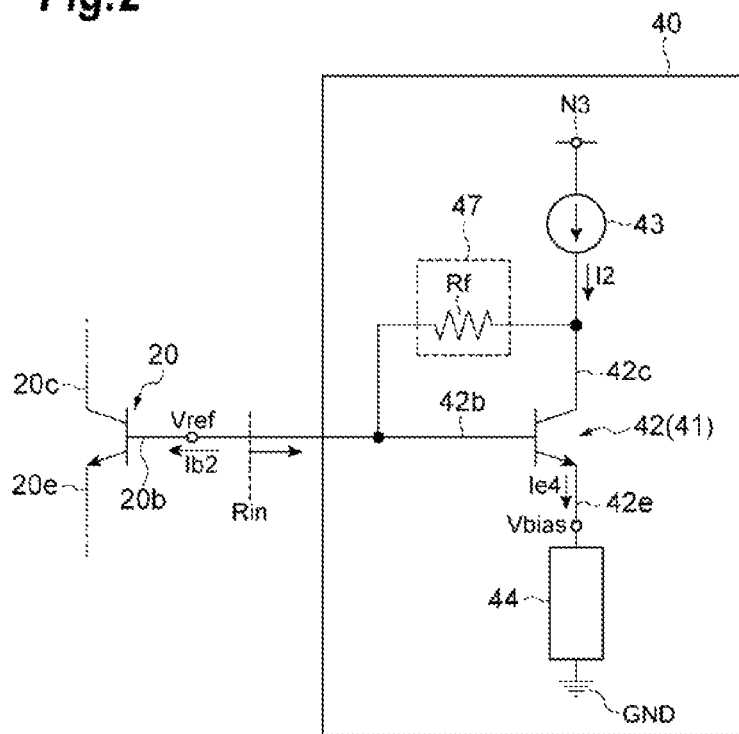 Fig.2
40
N3
43
47
Rf
I2
20
20c
Vref
42b
42c
42(41)
Ib2
20b
20e
Rin
Ie4
42e
Vbias
44
GND